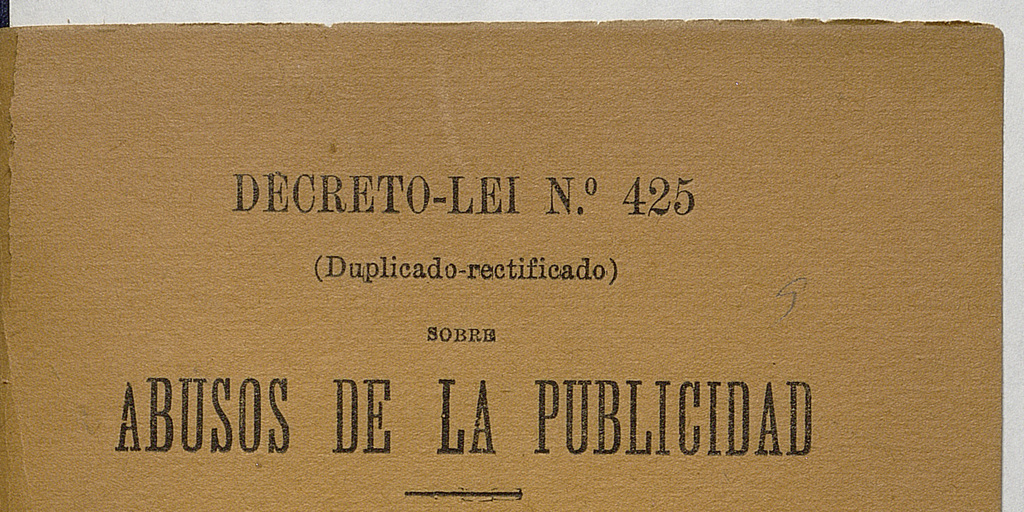 DECRETO-LEI N.º 425
(Duplicado-rectificado)
SOBRE
ABUSOS DE LA PUBLICIDAD